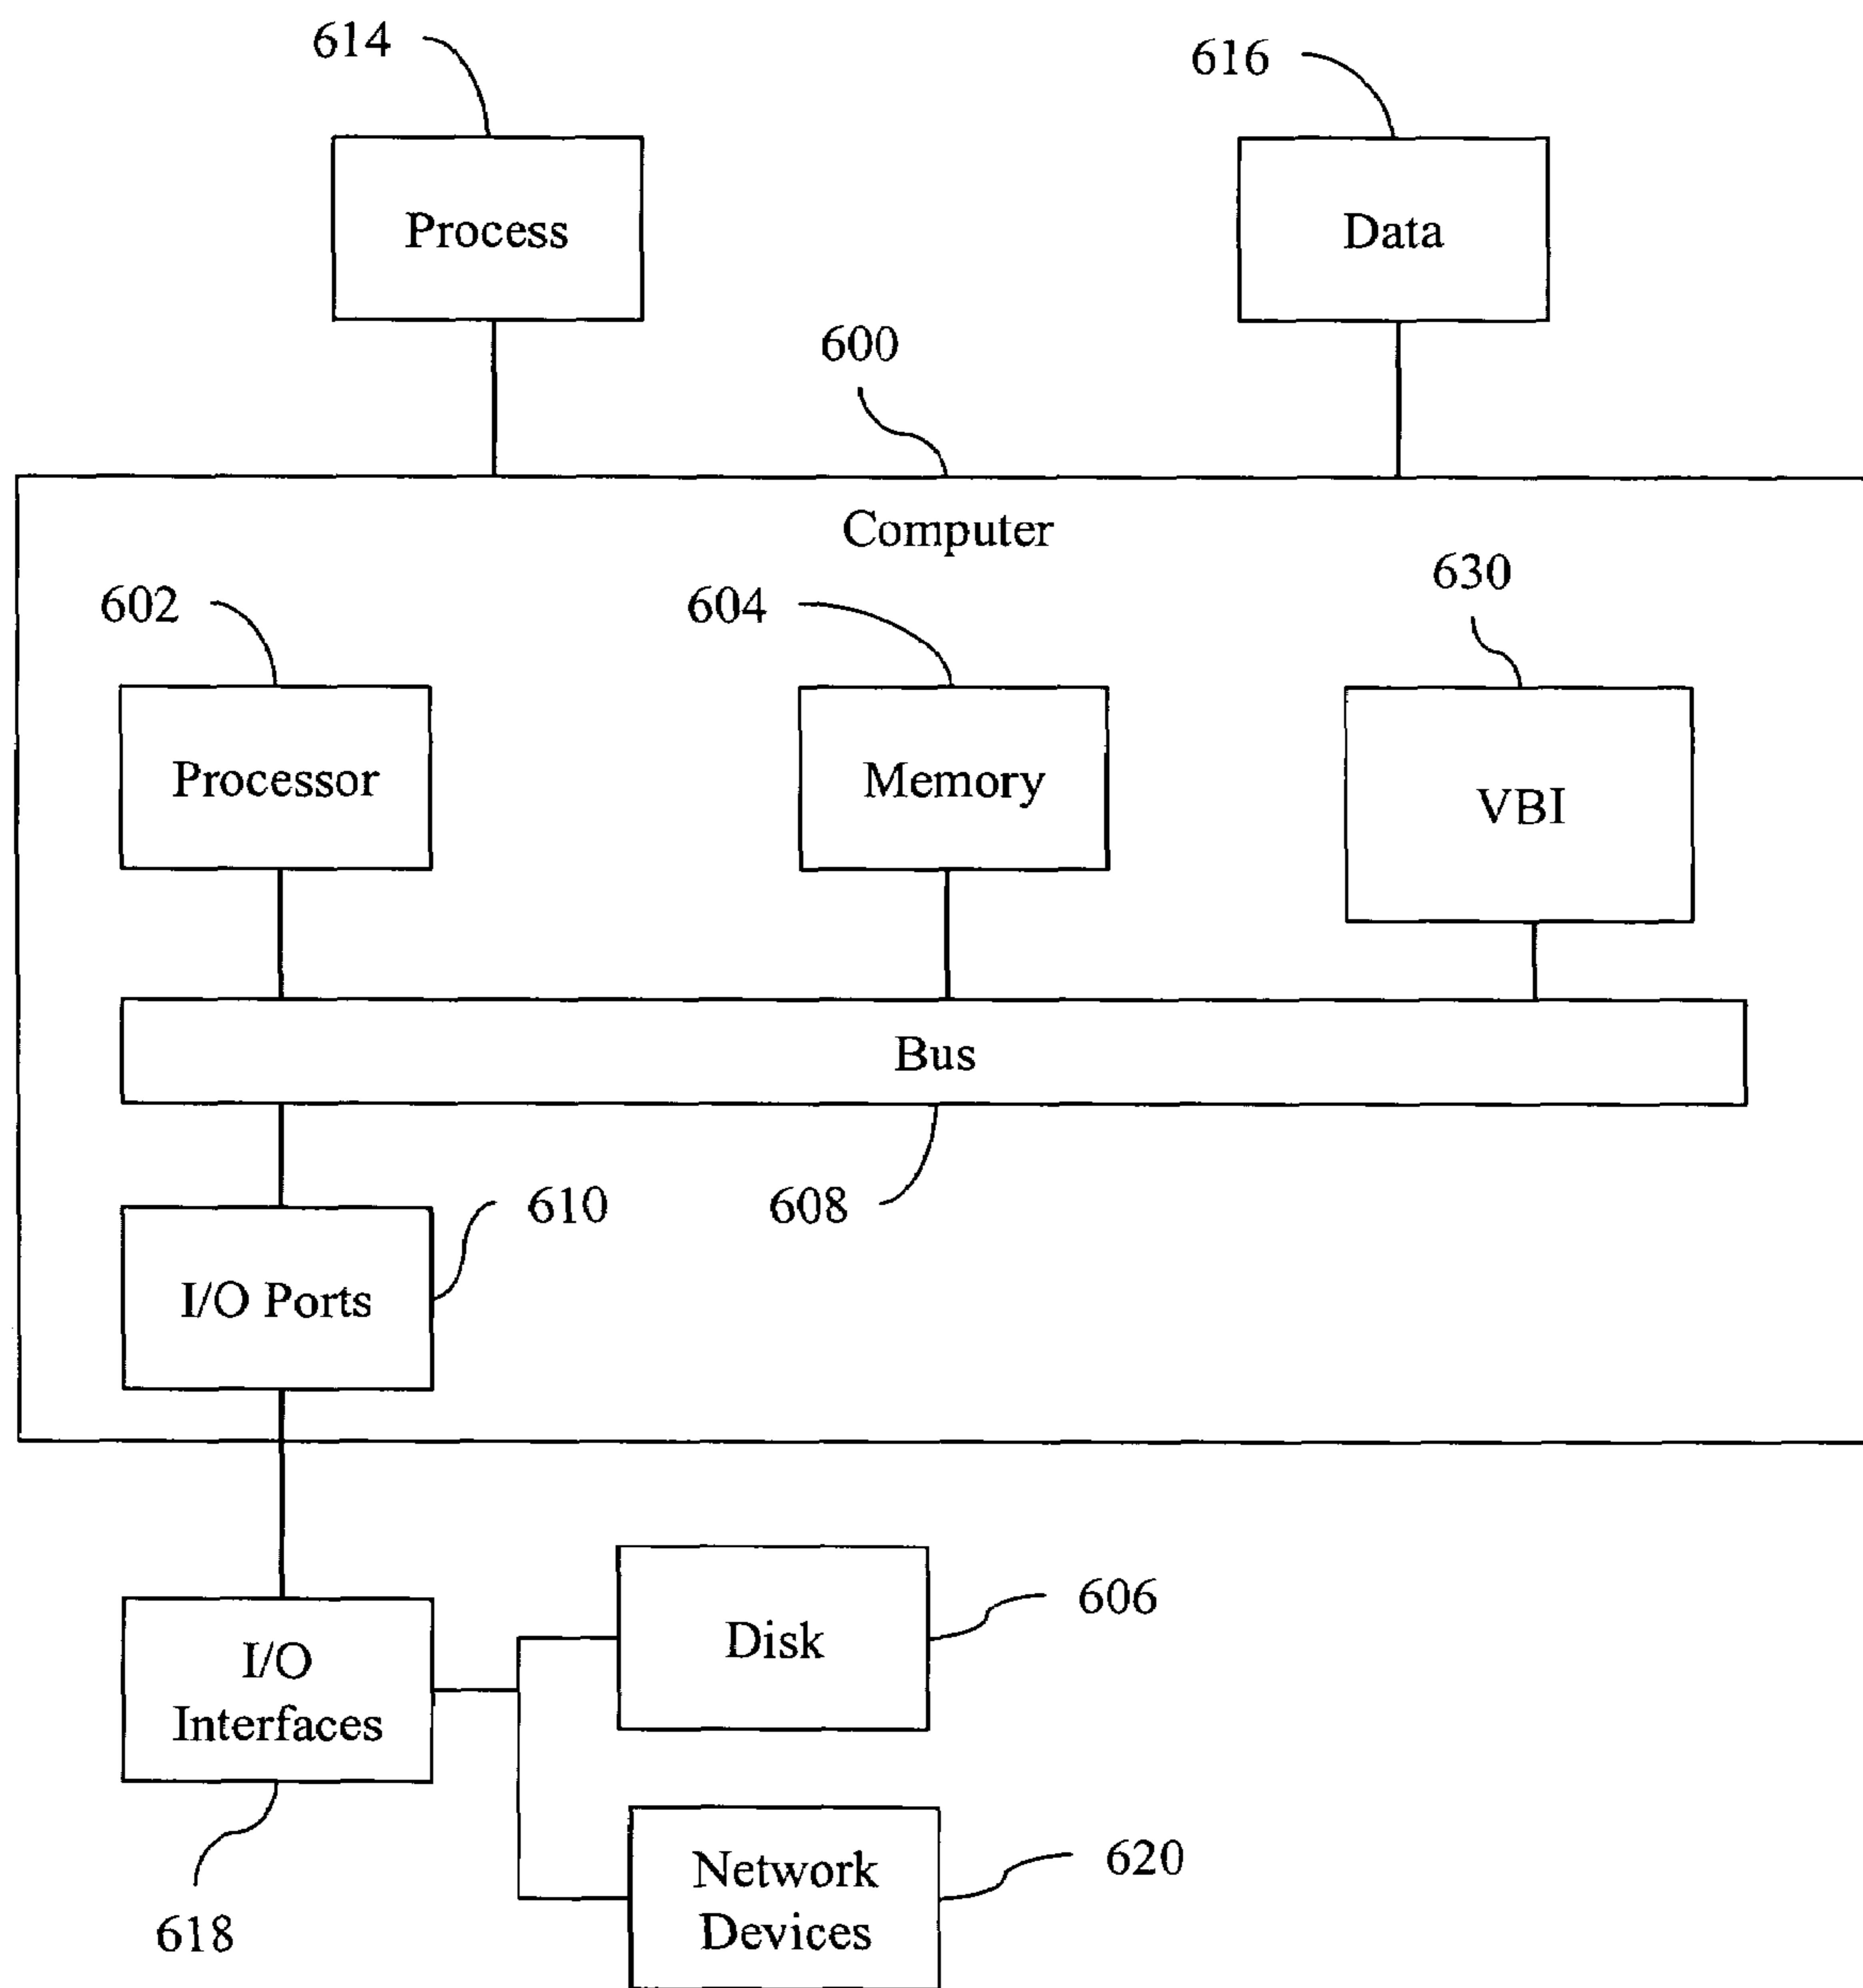 614
616
Process
Data
600
Computer
630
602
604
Processor
Memory
VBI
Bus
610
608
I/O Ports
606
Disk
I/O
Interfaces
620
Network
Devices
618